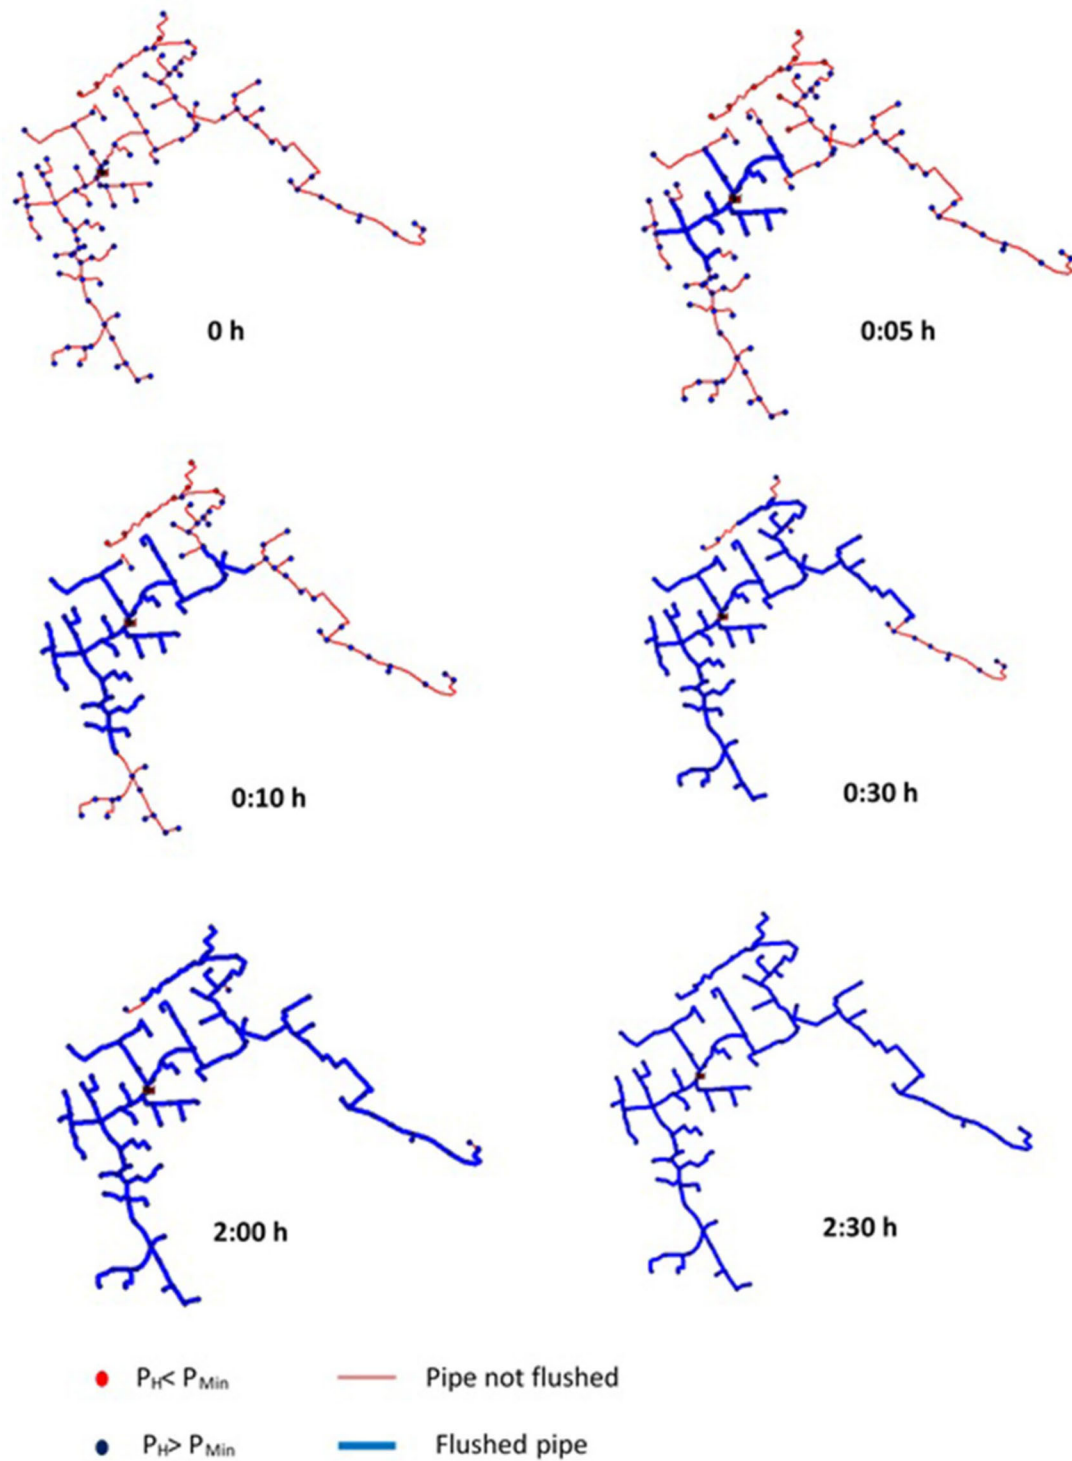 0 h
0:05 h
0:10 h
0:30 h
2:00 h
2:30 h
PH< PMin
Pipe not flushed
PH> PMin
Flushed pipe